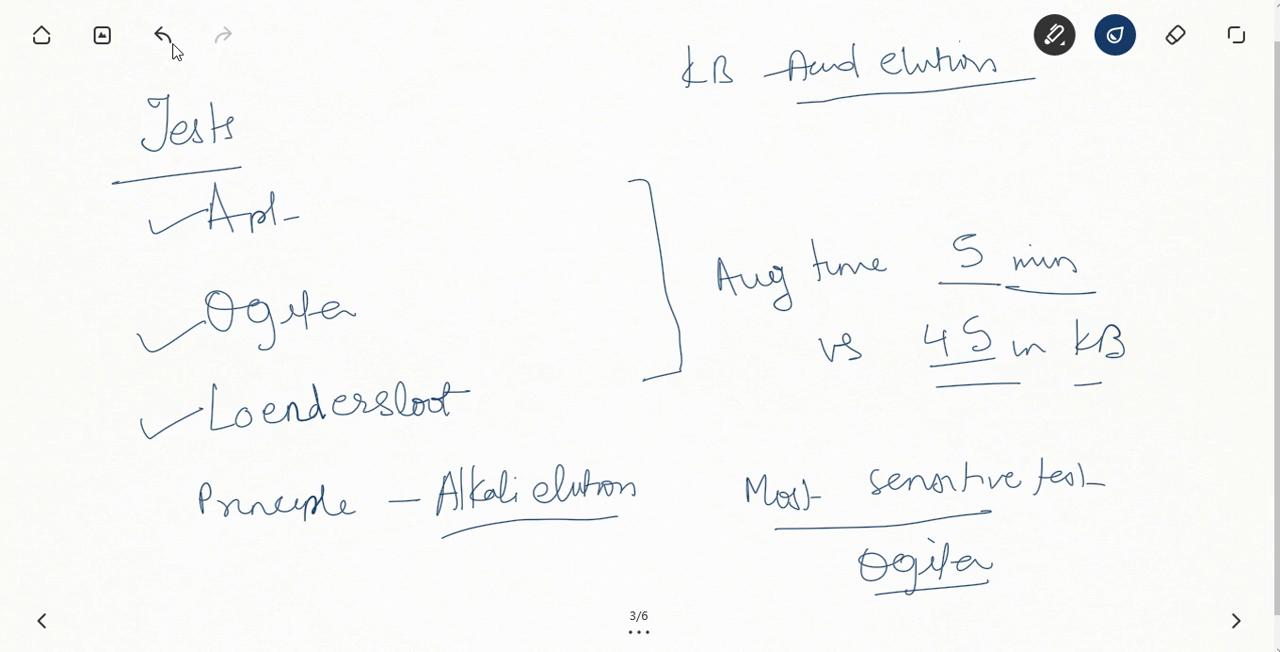 KB - Acid elution
Tests
Apt
Ogita
Loendersloot
Principle - Alkali elution
Avg time 5 min
vs 45 in KB
Most sensitive test
Ogita
3/6